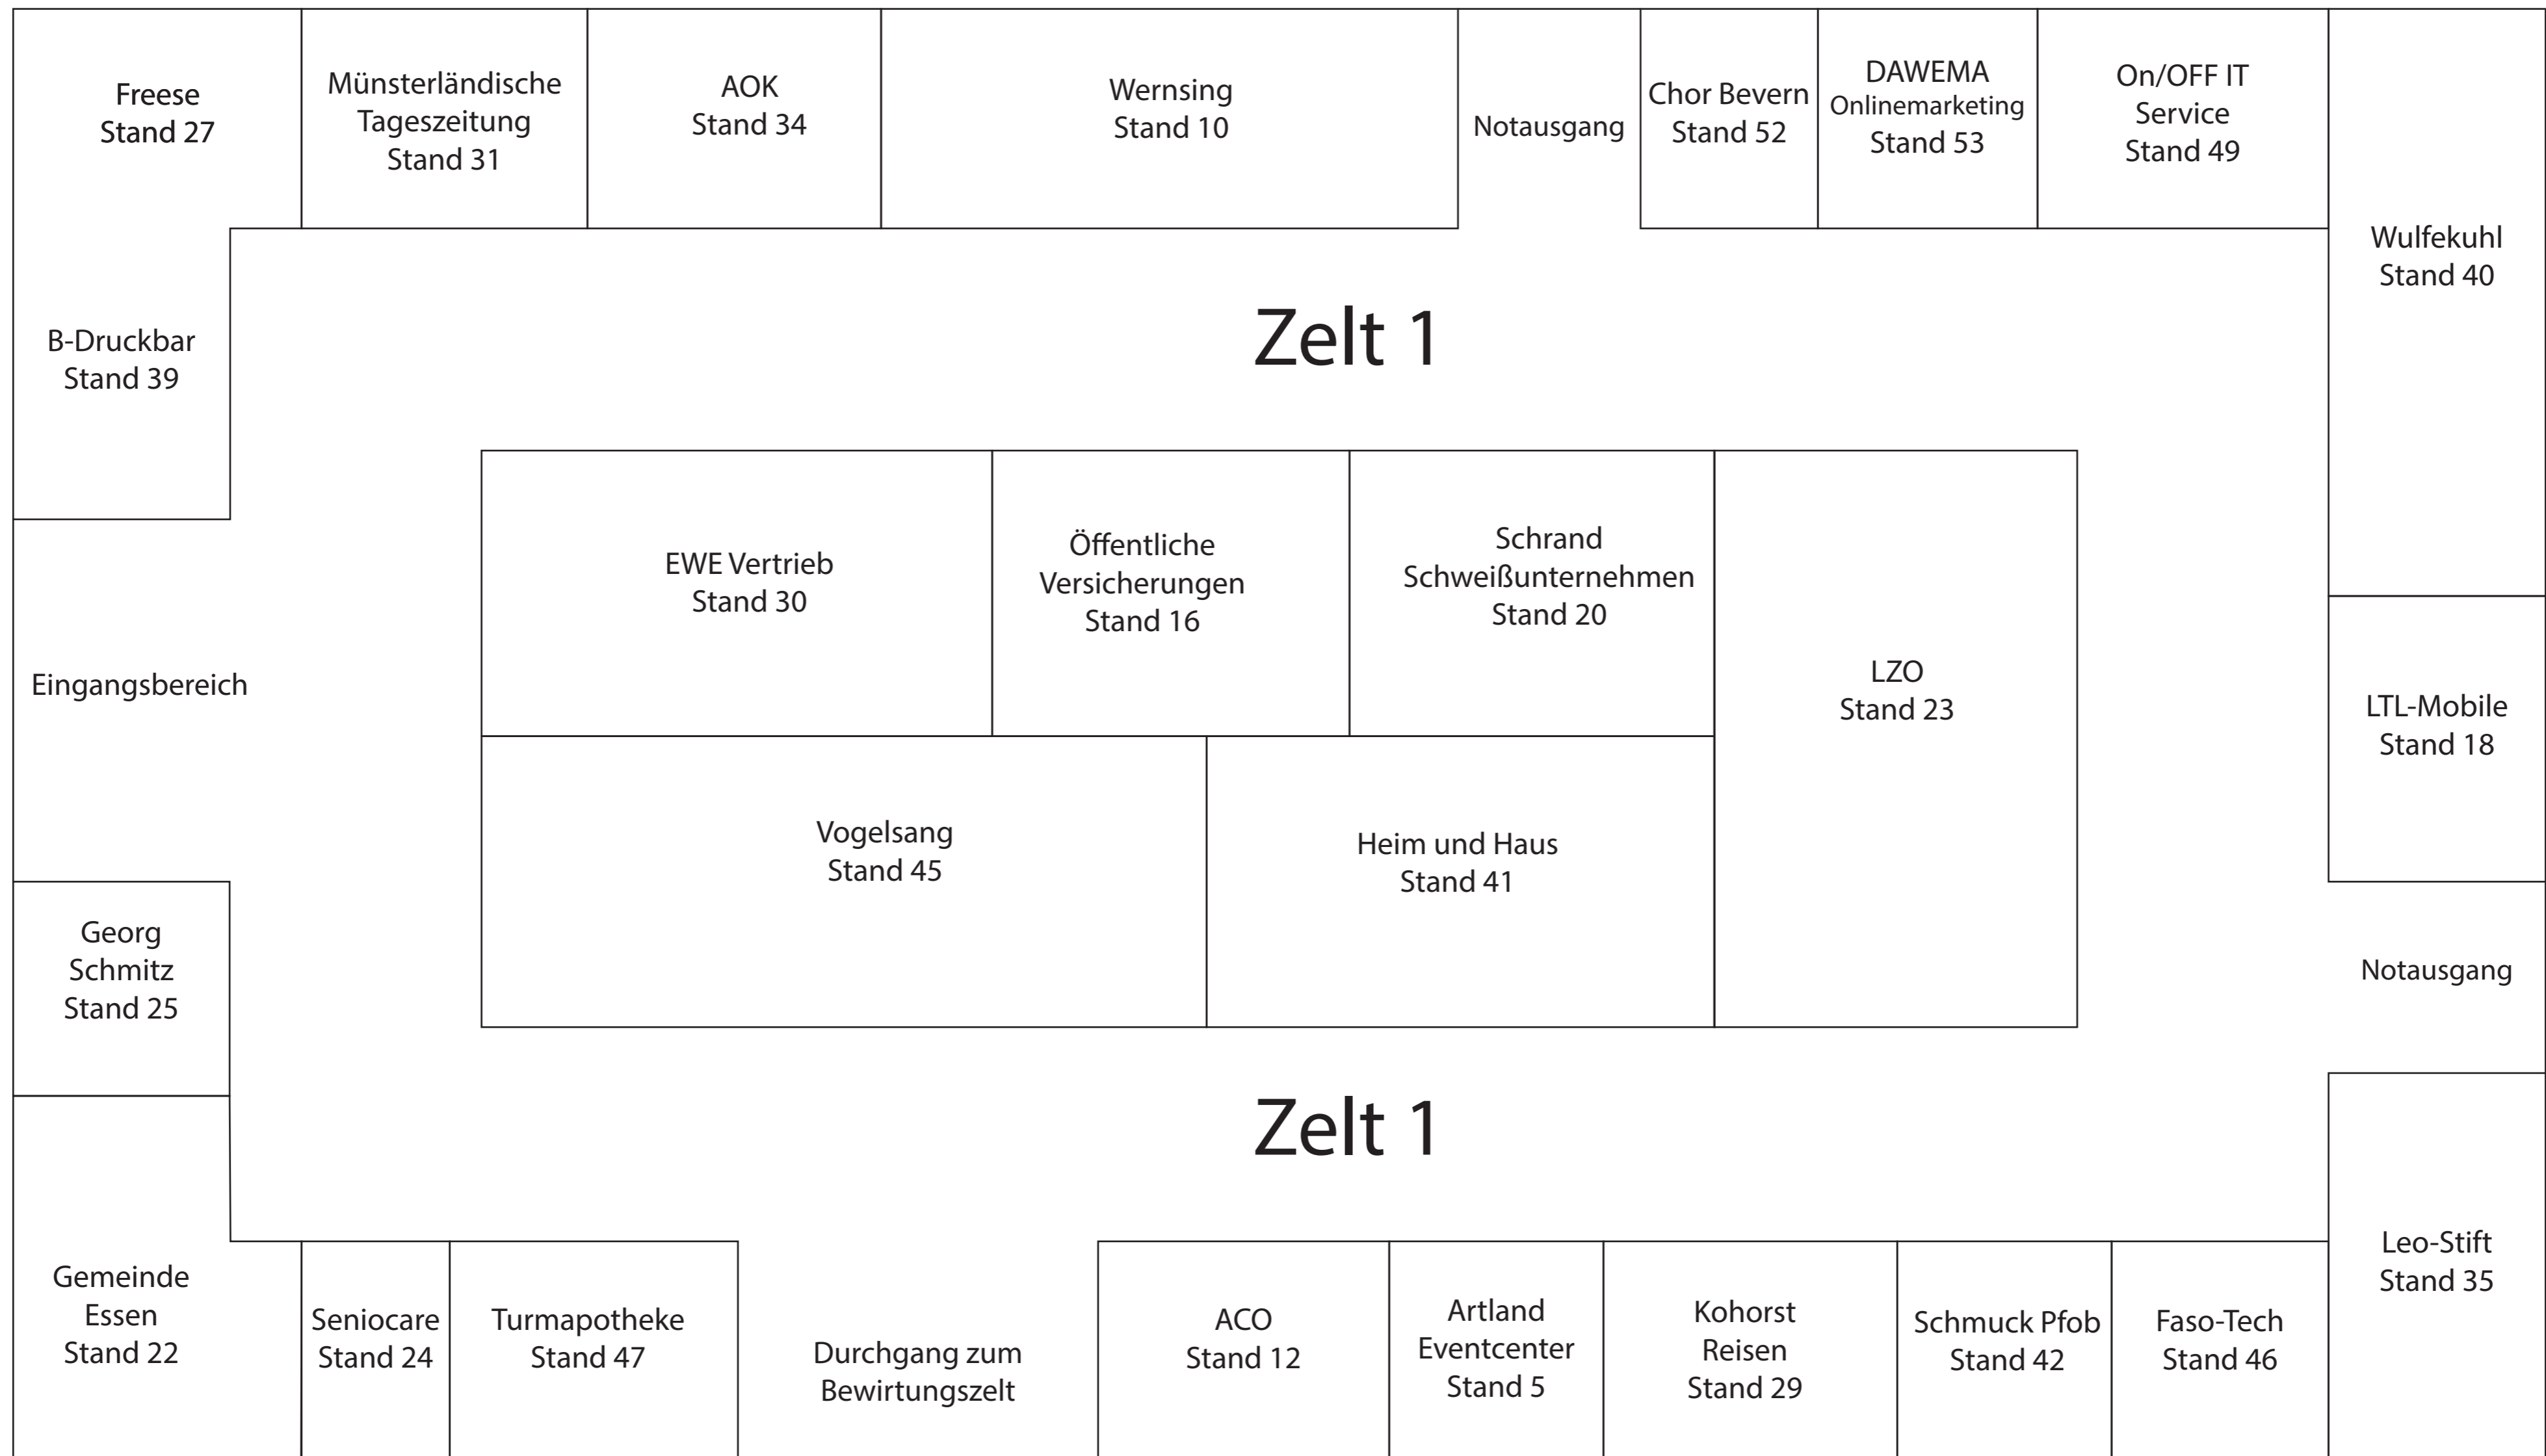 Freese
Stand 27
Münsterländische
Tageszeitung
Stand 31
AOK
Stand 34
Wernsing
Stand 10
Notausgang
Chor Bevern
Stand 52
DAWEMA
Onlinemarketing
Stand 53
On/OFF IT
Service
Stand 49
Wulfekuhl
Stand 40
B-Druckbar
Stand 39
Zelt 1
EWE Vertrieb
Stand 30
Öffentliche
Versicherungen
Stand 16
Schrand
Schweißunternehmen
Stand 20
LZO
Stand 23
LTL-Mobile
Stand 18
Eingangsbereich
Vogelsang
Stand 45
Heim und Haus
Stand 41
Georg
Schmitz
Stand 25
Notausgang
Zelt 1
Gemeinde
Essen
Stand 22
Seniocare
Stand 24
Turmapotheke
Stand 47
Durchgang zum
Bewirtungszelt
ACO
Stand 12
Artland
Eventcenter
Stand 5
Kohorst
Reisen
Stand 29
Schmuck Pfob
Stand 42
Faso-Tech
Stand 46
Leo-Stift
Stand 35